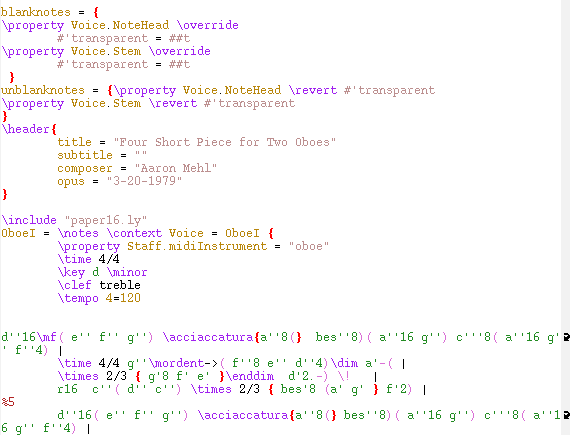 blanknotes = {
\property Voice.NoteHead \override
        #'transparent = ##t
\property Voice.Stem \override
        #'transparent = ##t
 }
unblanknotes = {\property Voice.NoteHead \revert #'transparent
\property Voice.Stem \revert #'transparent
}
\header{
        title = "Four Short Piece for Two Oboes"
        subtitle = ""
        composer = "Aaron Mehl"
        opus = "3-20-1979"
}

\include "paper16.ly"
OboeI = \notes \context Voice = OboeI {
        \property Staff.midiInstrument = "oboe"
        \time 4/4
        \key d \minor
        \clef treble
        \tempo 4=120

d''16\mf( e'' f'' g'') \acciaccatura{a''8(}  bes''8)( a''16 g'') c'''8( a''16 g'
' f''4) |
        \time 4/4 g''\mordent->( f''8 e'' d''4)\dim a'-( |
        \times 2/3 { g'8 f' e' }\enddim  d'2.-) \!   |
        r16  c''( d'' c'') \times 2/3 { bes'8 (a' g' } f'2) |
%5
        d''16( e'' f'' g'') \acciaccatura{a''8(} bes''8)( a''16 g'') c'''8( a''1
6 g'' f''4) |